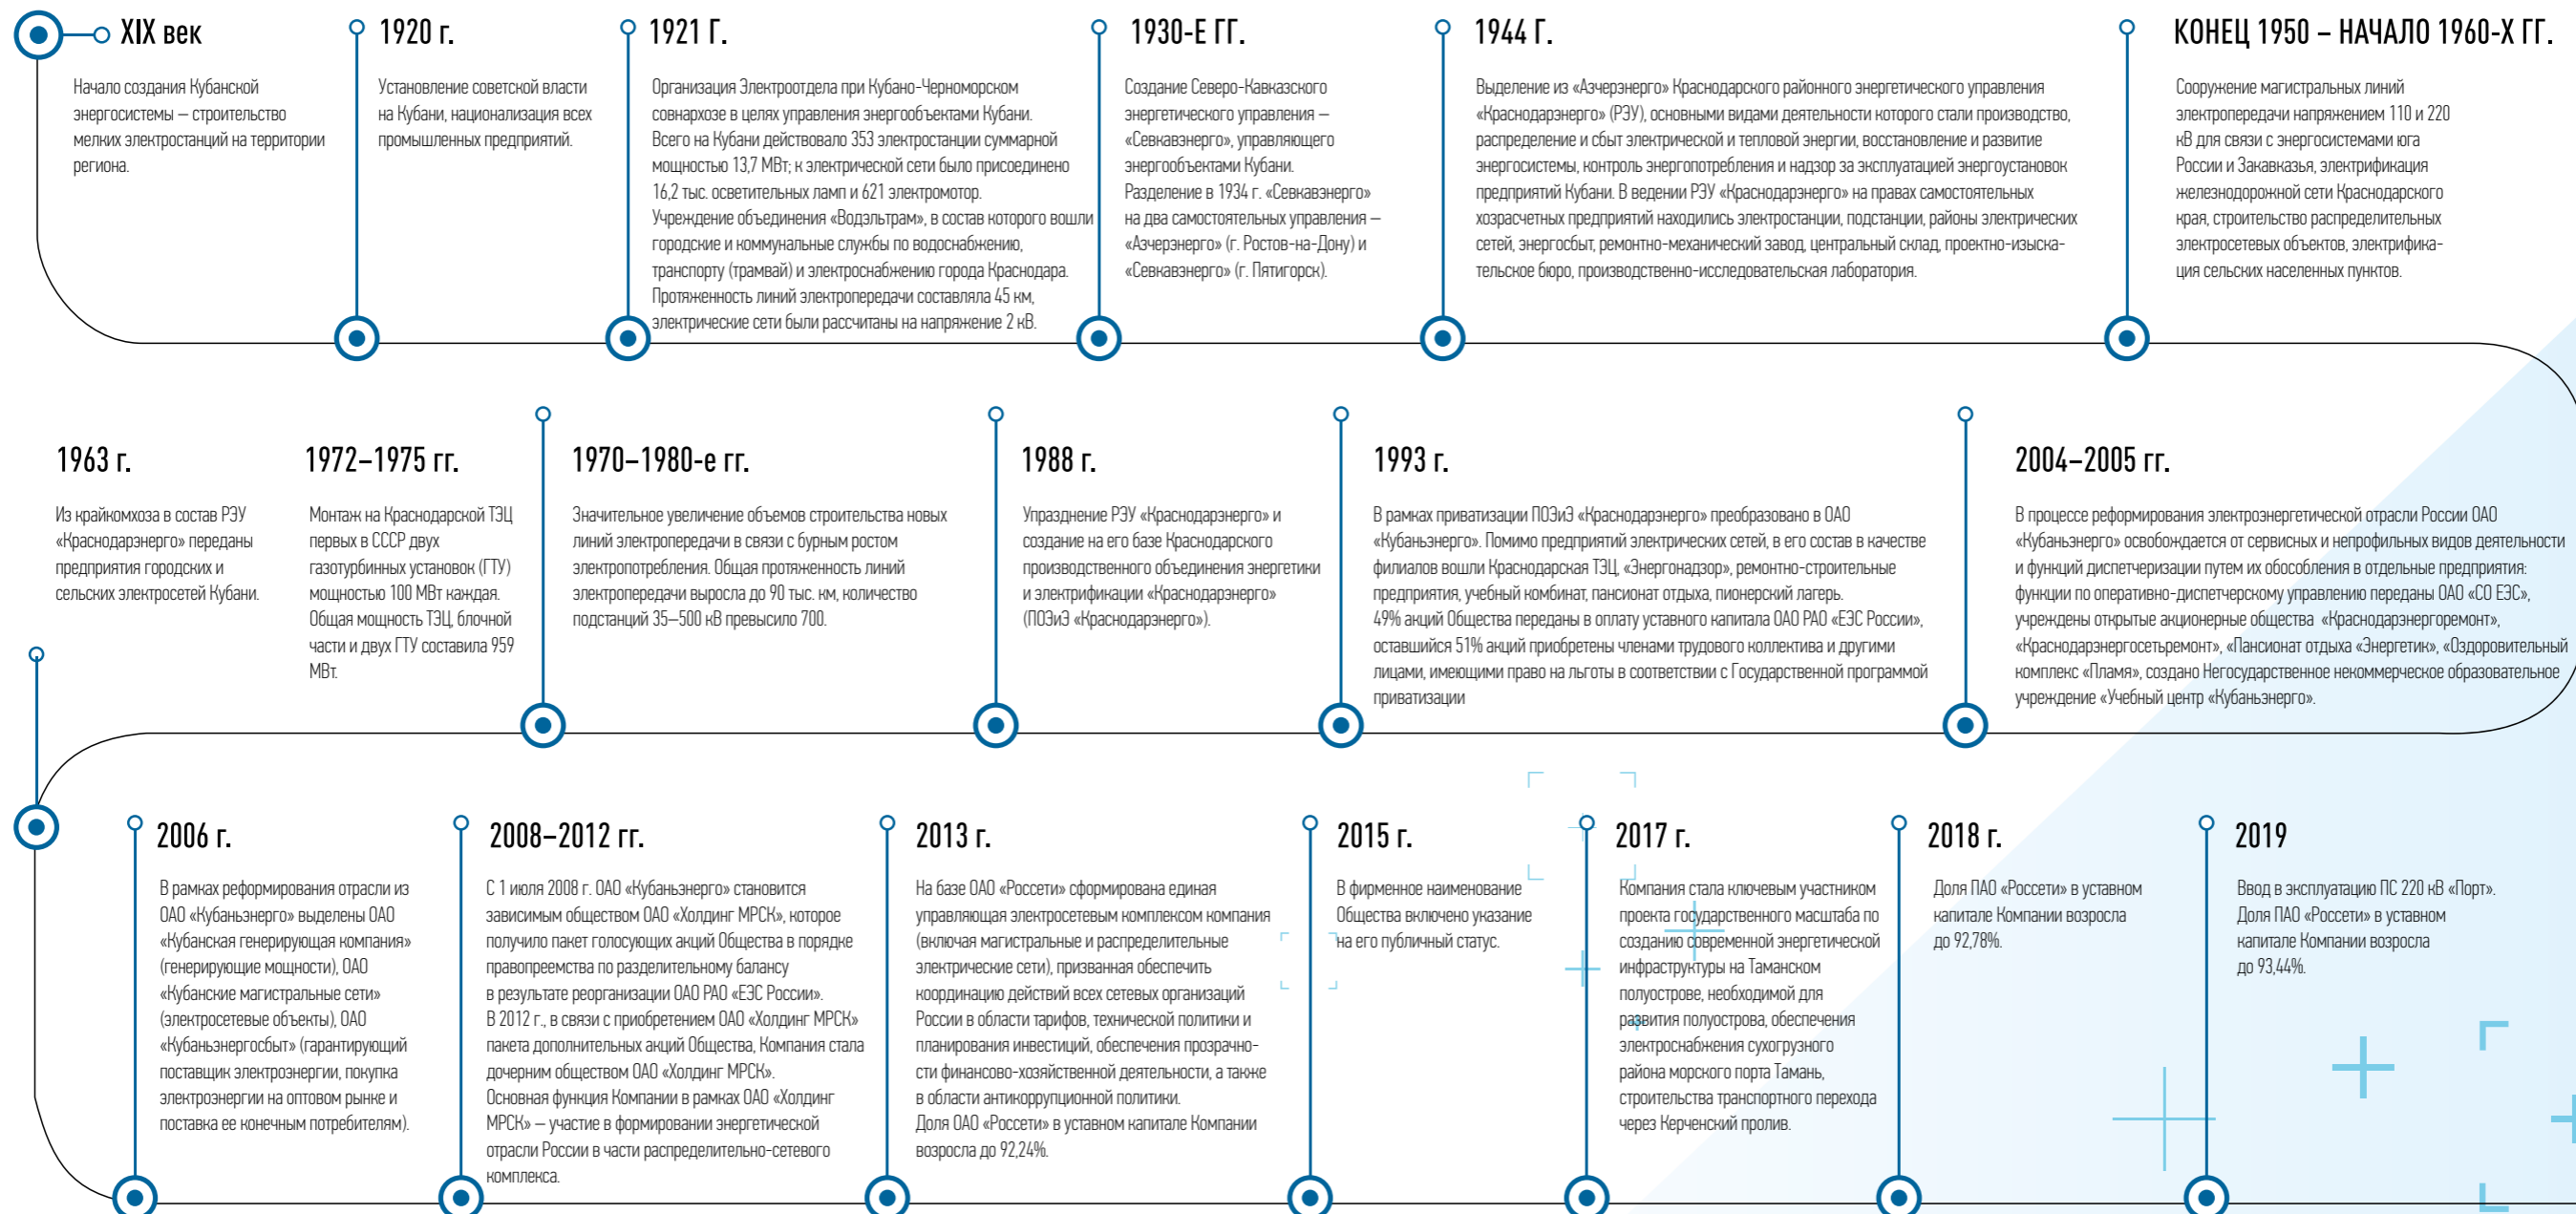 XIX век
Начало создания Кубанской
энергосистемы – строительство
мелких электростанций на территории
региона.
1920 г.
Установление советской власти
на Кубани, национализация всех
промышленных предприятий.
1921 Г.
Организация Электроотдела при Кубано-Черноморском
совнархозе в целях управления энергообъектами Кубани.
Всего на Кубани действовало 353 электростанции суммарной
мощностью 13,7 МВт; к электрической сети было присоединено
16,2 тыс. осветительных ламп и 621 электромотор.
Учреждение объединения «Водэльтрам», в состав которого вошли
городские и коммунальные службы по водоснабжению,
транспорту (трамвай) и электроснабжению города Краснодара.
Протяженность линий электропередачи составляла 45 км,
электрические сети были рассчитаны на напряжение 2 кВ.
1930-Е ГГ.
Создание Северо-Кавказского
энергетического управления –
«Севкавэнерго», управляющего
энергообъектами Кубани.
Разделение в 1934 г. «Севкавэнерго»
на два самостоятельных управления –
«Азчерэнерго» (г. Ростов-на-Дону) и
«Севкавэнерго» (г. Пятигорск).
1944 Г.
Выделение из «Азчерэнерго» Краснодарского районного энергетического управления
«Краснодарэнерго» (РЭУ), основными видами деятельности которого стали производство,
распределение и сбыт электрической и тепловой энергии, восстановление и развитие
энергосистемы, контроль энергопотребления и надзор за эксплуатацией энергоустановок
предприятий Кубани. В ведении РЭУ «Краснодарэнерго» на правах самостоятельных
хозрасчетных предприятий находились электростанции, подстанции, районы электрических
сетей, энергосбыт, ремонтно-механический завод, центральный склад, проектно-изыска-
тельское бюро, производственно-исследовательская лаборатория.
КОНЕЦ 1950 – НАЧАЛО 1960-Х ГГ.
Сооружение магистральных линий
электропередачи напряжением 110 и 220
кВ для связи с энергосистемами юга
России и Закавказья, электрификация
железнодорожной сети Краснодарского
края, строительство распределительных
электросетевых объектов, электрифика-
ция сельских населенных пунктов.
1963 г.
Из крайкомхоза в состав РЭУ
«Краснодарэнерго» переданы
предприятия городских и
сельских электросетей Кубани.
1972–1975 гг.
Монтаж на Краснодарской ТЭЦ
первых в СССР двух
газотурбинных установок (ГТУ)
мощностью 100 МВт каждая.
Общая мощность ТЭЦ, блочной
части и двух ГТУ составила 959
МВт.
1970–1980-е гг.
Значительное увеличение объемов строительства новых
линий электропередачи в связи с бурным ростом
электропотребления. Общая протяженность линий
электропередачи выросла до 90 тыс. км, количество
подстанций 35–500 кВ превысило 700.
1988 г.
Упразднение РЭУ «Краснодарэнерго» и
создание на его базе Краснодарского
производственного объединения энергетики
и электрификации «Краснодарэнерго»
(ПОЭиЭ «Краснодарэнерго»).
1993 г.
В рамках приватизации ПОЭиЭ «Краснодарэнерго» преобразовано в ОАО
«Кубаньэнерго». Помимо предприятий электрических сетей, в его состав в качестве
филиалов вошли Краснодарская ТЭЦ, «Энергонадзор», ремонтно-строительные
предприятия, учебный комбинат, пансионат отдыха, пионерский лагерь.
49% акций Общества переданы в оплату уставного капитала ОАО РАО «ЕЭС России»,
оставшийся 51% акций приобретены членами трудового коллектива и другими
лицами, имеющими право на льготы в соответствии с Государственной программой
приватизации
2004–2005 гг.
В процессе реформирования электроэнергетической отрасли России ОАО
«Кубаньэнерго» освобождается от сервисных и непрофильных видов деятельности
и функций диспетчеризации путем их обособления в отдельные предприятия:
функции по оперативно-диспетчерскому управлению переданы ОАО «СО ЕЭС»,
учреждены открытые акционерные общества «Краснодарэнергоремонт»,
«Краснодарэнергосетьремонт», «Пансионат отдыха «Энергетик», «Оздоровительный
комплекс «Пламя», создано Негосударственное некоммерческое образовательное
учреждение «Учебный центр «Кубаньэнерго».
2006 г.
В рамках реформирования отрасли из
ОАО «Кубаньэнерго» выделены ОАО
«Кубанская генерирующая компания»
(генерирующие мощности), ОАО
«Кубанские магистральные сети»
(электросетевые объекты), ОАО
«Кубаньэнергосбыт» (гарантирующий
поставщик электроэнергии, покупка
электроэнергии на оптовом рынке и
поставка ее конечным потребителям).
2008–2012 гг.
С 1 июля 2008 г. ОАО «Кубаньэнерго» становится
зависимым обществом ОАО «Холдинг МРСК», которое
получило пакет голосующих акций Общества в порядке
правопреемства по разделительному балансу
в результате реорганизации ОАО РАО «ЕЭС России».
В 2012 г., в связи с приобретением ОАО «Холдинг МРСК»
пакета дополнительных акций Общества, Компания стала
дочерним обществом ОАО «Холдинг МРСК».
Основная функция Компании в рамках ОАО «Холдинг
МРСК» – участие в формировании энергетической
отрасли России в части распределительно-сетевого
комплекса.
2013 г.
На базе ОАО «Россети» сформирована единая
управляющая электросетевым комплексом компания
(включая магистральные и распределительные
электрические сети), призванная обеспечить
координацию действий всех сетевых организаций
России в области тарифов, технической политики и
планирования инвестиций, обеспечения прозрачно-
сти финансово-хозяйственной деятельности, а также
в области антикоррупционной политики.
Доля ОАО «Россети» в уставном капитале Компании
возросла до 92,24%.
2015 г.
В фирменное наименование
Общества включено указание
на его публичный статус.
2017 г.
Компания стала ключевым участником
проекта государственного масштаба по
созданию современной энергетической
инфраструктуры на Таманском
полуострове, необходимой для
развития полуострова, обеспечения
электроснабжения сухогрузного
района морского порта Тамань,
строительства транспортного перехода
через Керченский пролив.
2018 г.
Доля ПАО «Россети» в уставном
капитале Компании возросла
до 92,78%.
2019
Ввод в эксплуатацию ПС 220 кВ «Порт».
Доля ПАО «Россети» в уставном
капитале Компании возросла
до 93,44%.